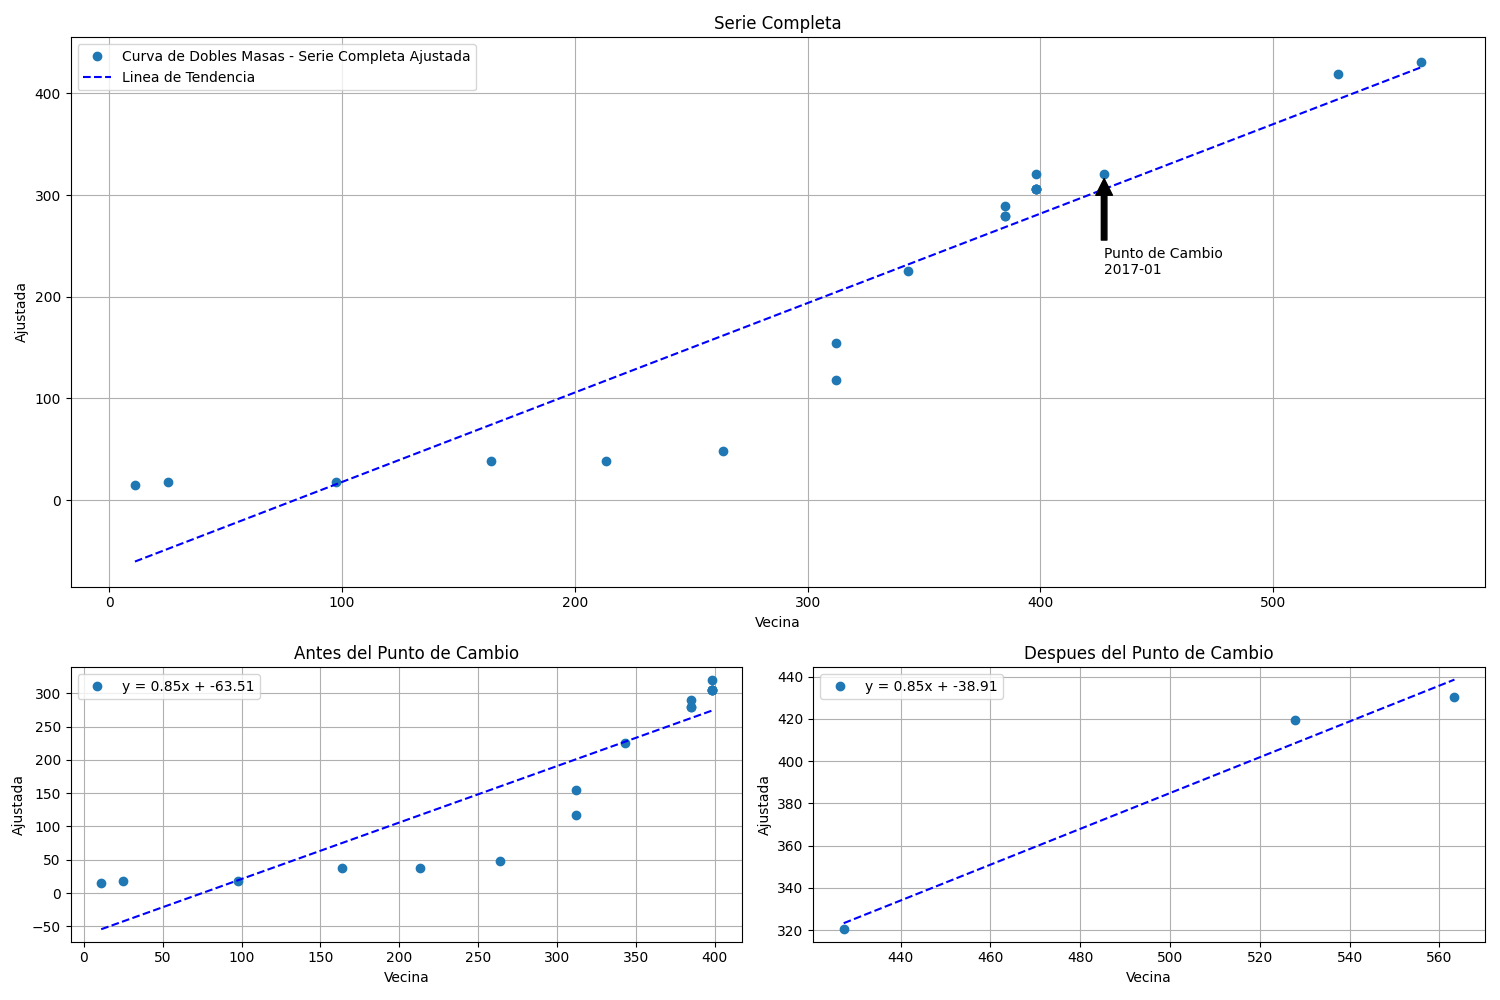 Serie Completa
Curva de Dobles Masas - Serie Completa Ajustada
Linea de Tendencia
400
300
200
100
0
Ajustada
Punto de Cambio
2017-01
0 100 200 300 400 500
Vecina
Antes del Punto de Cambio
y = 0.85x + -63.51
300
250
200
150
100
50
0
−50
Ajustada
0 50 100 150 200 250 300 350 400
Vecina
Despues del Punto de Cambio
y = 0.85x + -38.91
440
420
400
380
360
340
320
Ajustada
440 460 480 500 520 540 560
Vecina